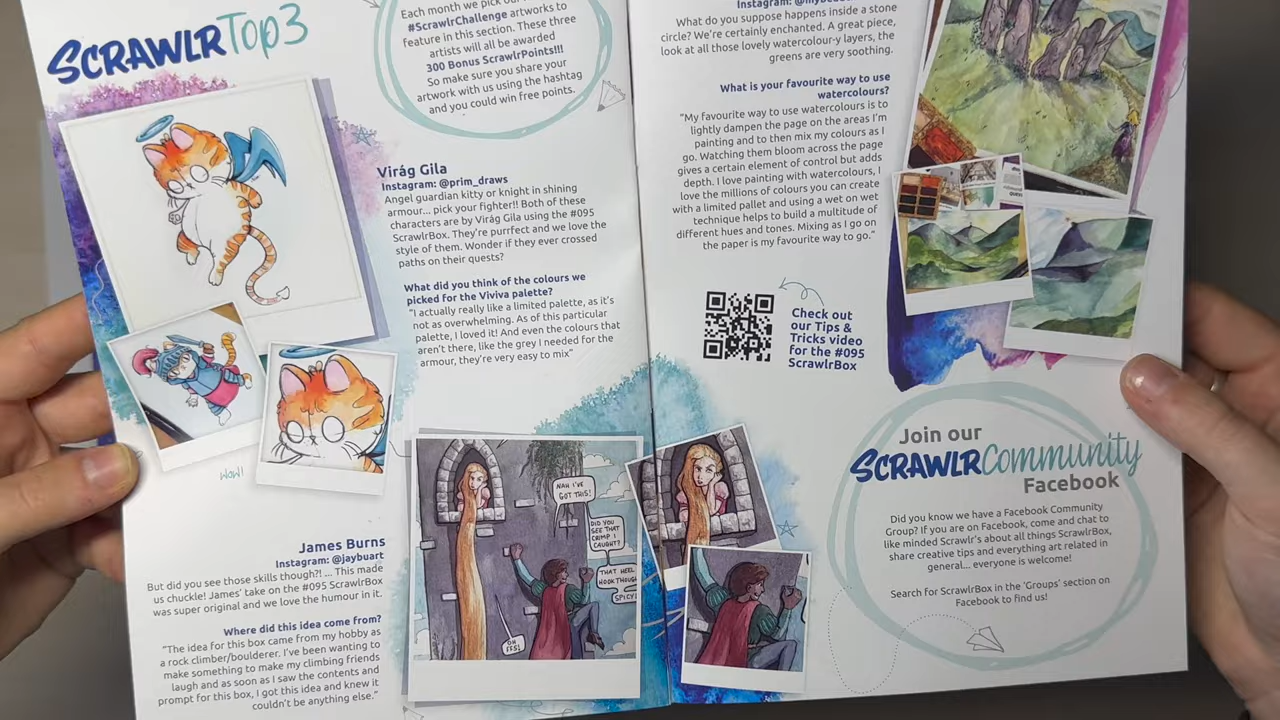 SCRAWLR Top 3
Each month we pick our
#ScrawlrChallenge artworks to
feature in this section. These three
artists will all be awarded
300 Bonus ScrawlrPoints!!!
So make sure you share your
artwork with us using the hashtag
and you could win free points.
Virág Gila
Instagram: @prim_draws
Angel guardian kitty or knight in shining
armour... pick your fighter!! Both of these
characters are by Virág Gila using the #095
ScrawlrBox. They're purrfect and we love the
style of them. Wonder if they ever crossed
paths on their quests?
What did you think of the colours we
picked for the Viviva palette?
"I actually really like a limited palette, as it's
not as overwhelming. As of this particular
palette, I loved it! And even the colours that
aren't there, like the grey I needed for the
armour, they're very easy to mix"
WOW!
James Burns
Instagram: @jaybuart
But did you see those skills though?! ... This made
us chuckle! James' take on the #095 ScrawlrBox
was super original and we love the humour in it.
Where did this idea come from?
"The idea for this box came from my hobby as
a rock climber/boulderer. I've been wanting to
make something to make my climbing friends
laugh and as soon as I saw the contents and
prompt for this box, I got this idea and knew it
couldn't be anything else."
NAH I'VE
GOT THIS!
DID YOU
SEE THAT
CRIMP I
CAUGHT?
THAT HEEL
HOOK THOUGH
SPICY!
OH
FFS!
Instagram:
What do you suppose happens inside a stone
circle? We're certainly enchanted. A great piece,
look at all those lovely watercolour-y layers, the
greens are very soothing.
What is your favourite way to use
watercolours?
"My favourite way to use watercolours is to
lightly dampen the page on the areas I'm
painting and to then mix my colours as I
go. Watching them bloom across the page
gives a certain element of control but adds
depth. I love painting with watercolours, I
love the millions of colours you can create
with a limited pallet and using a wet on wet
technique helps to build a multitude of
different hues and tones. Mixing as I go on
the paper is my favourite way to go."
Check out
our Tips &
Tricks video
for the #095
ScrawlrBox
Join our
SCRAWLR Community
Facebook
Did you know we have a Facebook Community
Group? If you are on Facebook, come and chat to
like minded Scrawlr's about all things ScrawlrBox,
share creative tips and everything art related in
general... everyone is welcome!
Search for ScrawlrBox in the 'Groups' section on
Facebook to find us!